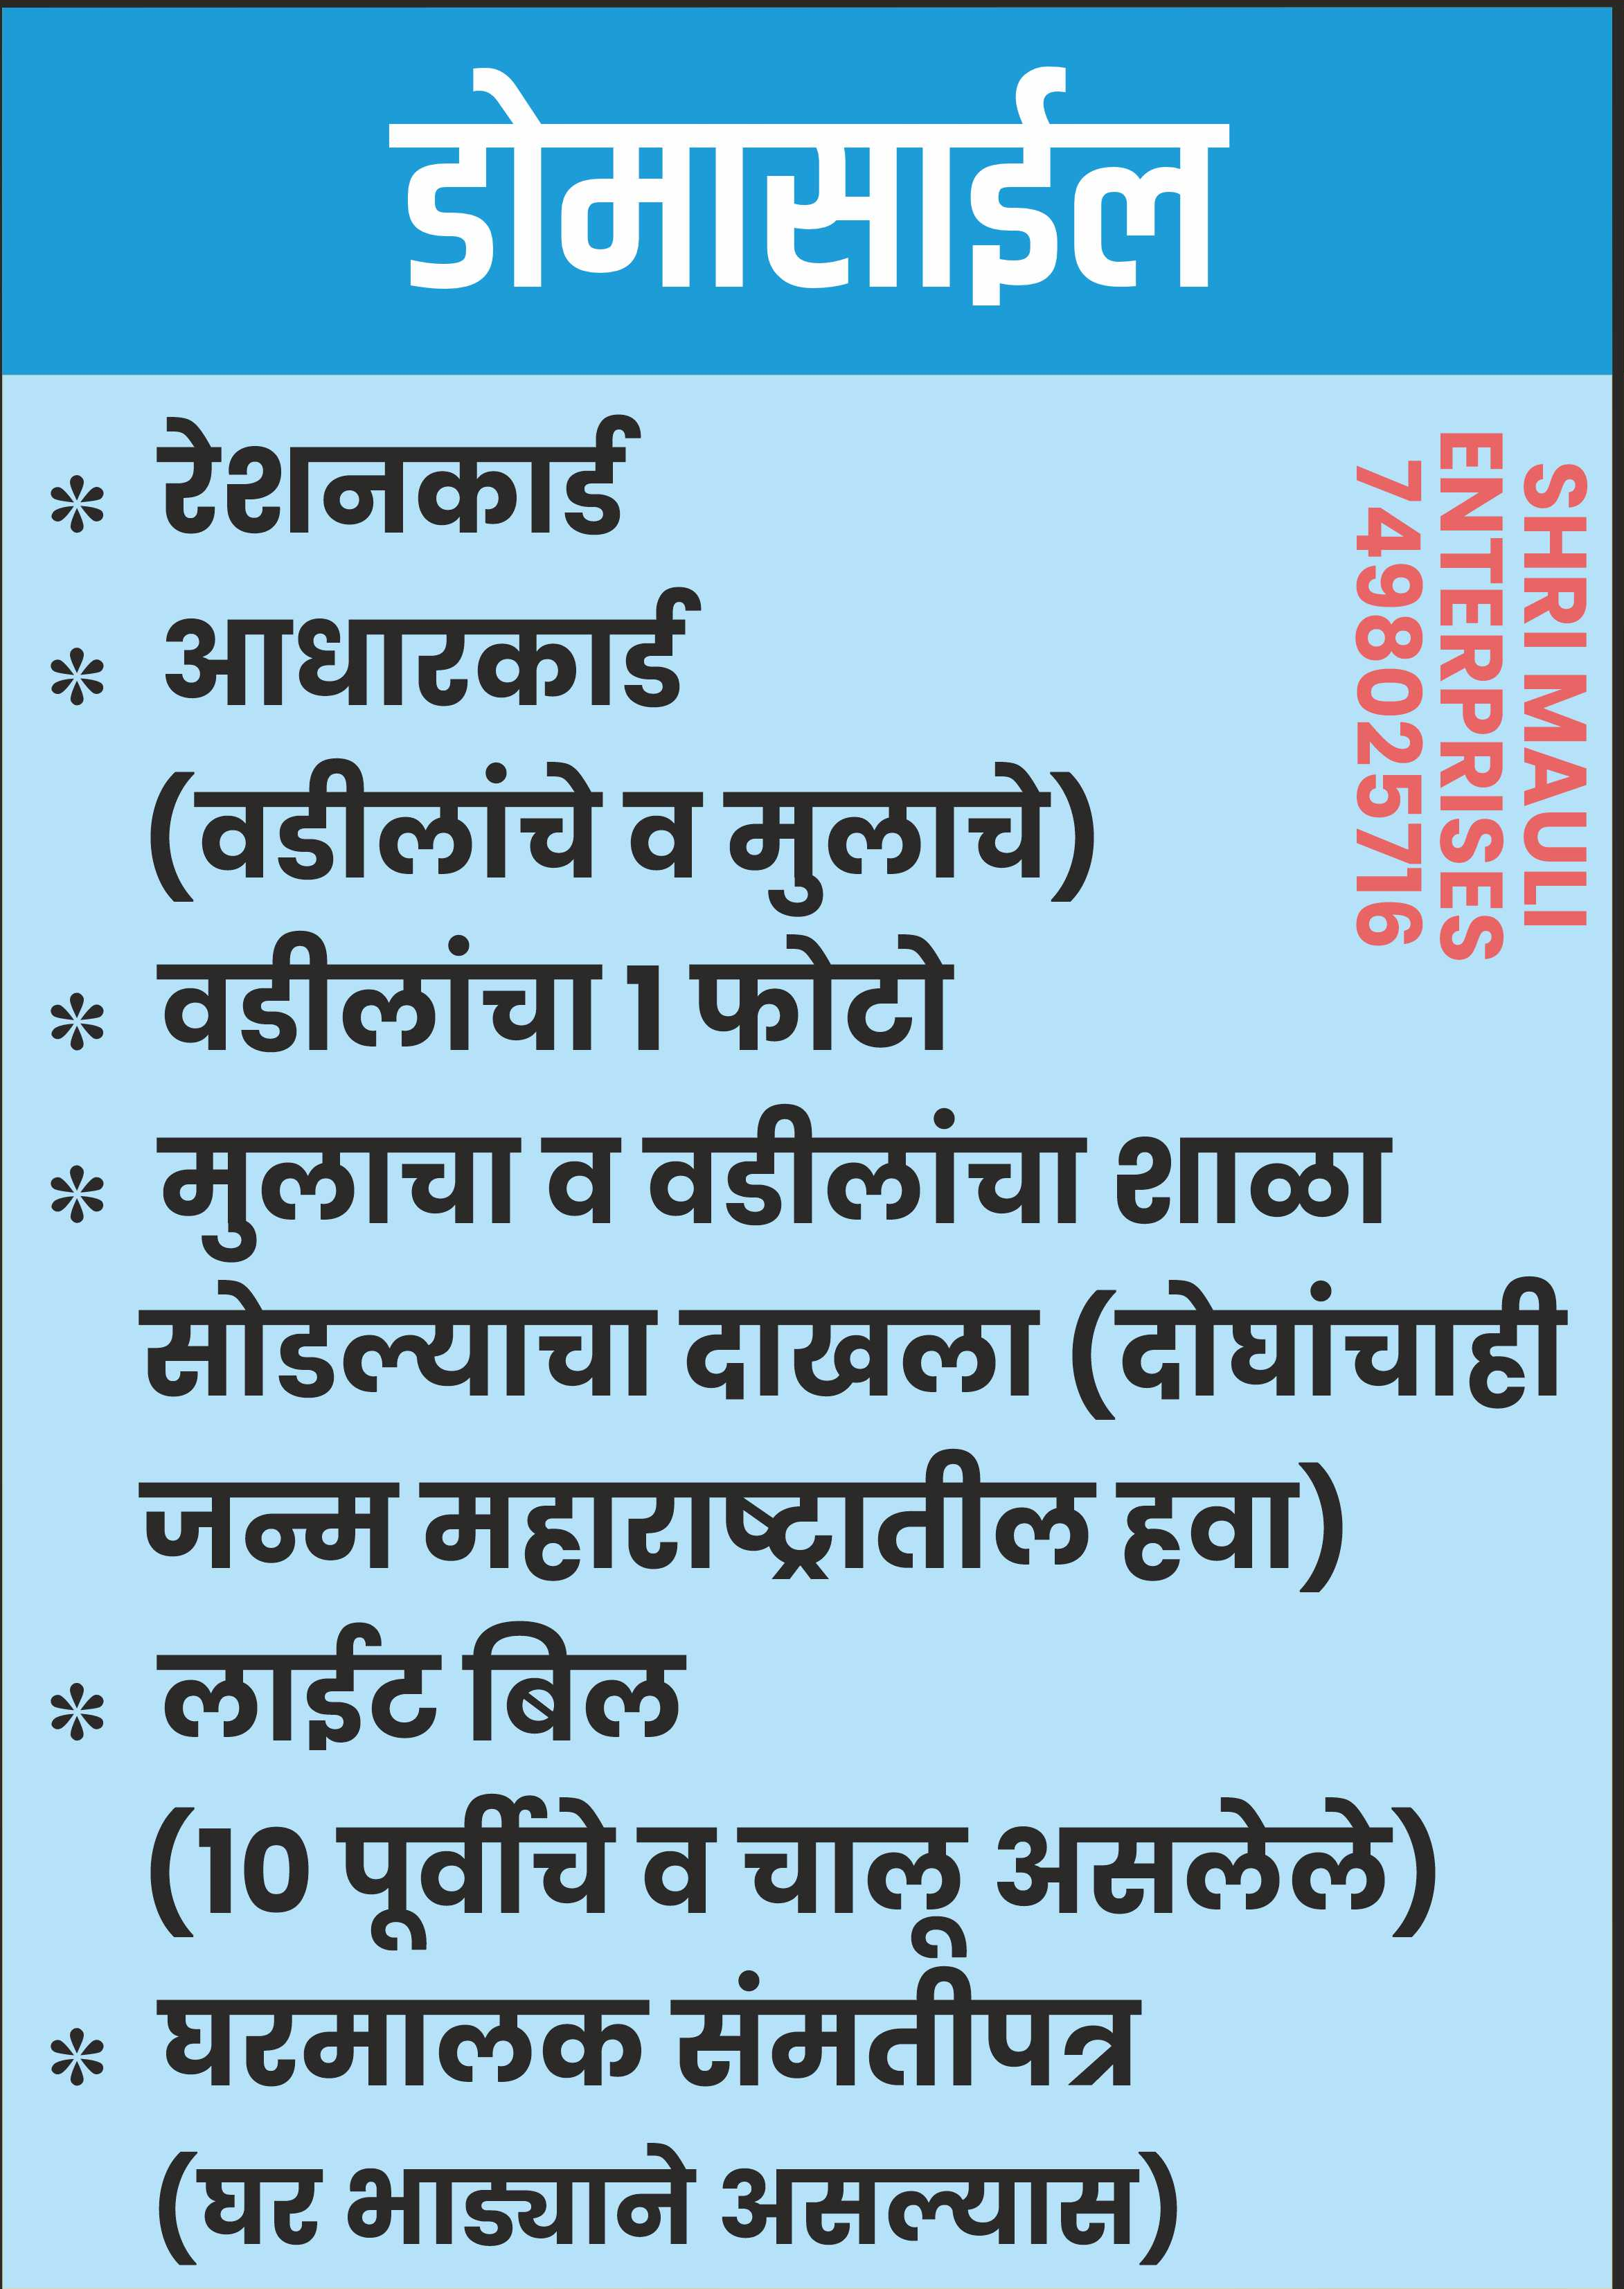 डोमासाईल
* रेशनकार्ड
* आधारकार्ड
(वडीलांचे व मुलाचे)
* वडीलांचा 1 फोटो
* मुलाचा व वडीलांचा शाळा
सोडल्याचा दाखला (दोघांचाही
जन्म महाराष्ट्रातील हवा)
* लाईट बिल
(10 पूर्वीचे व चालू असलेले)
* घरमालक संमतीपत्र
(घर भाड्याने असल्यास)
SHRI MAULI
ENTERPRISES
7498025716